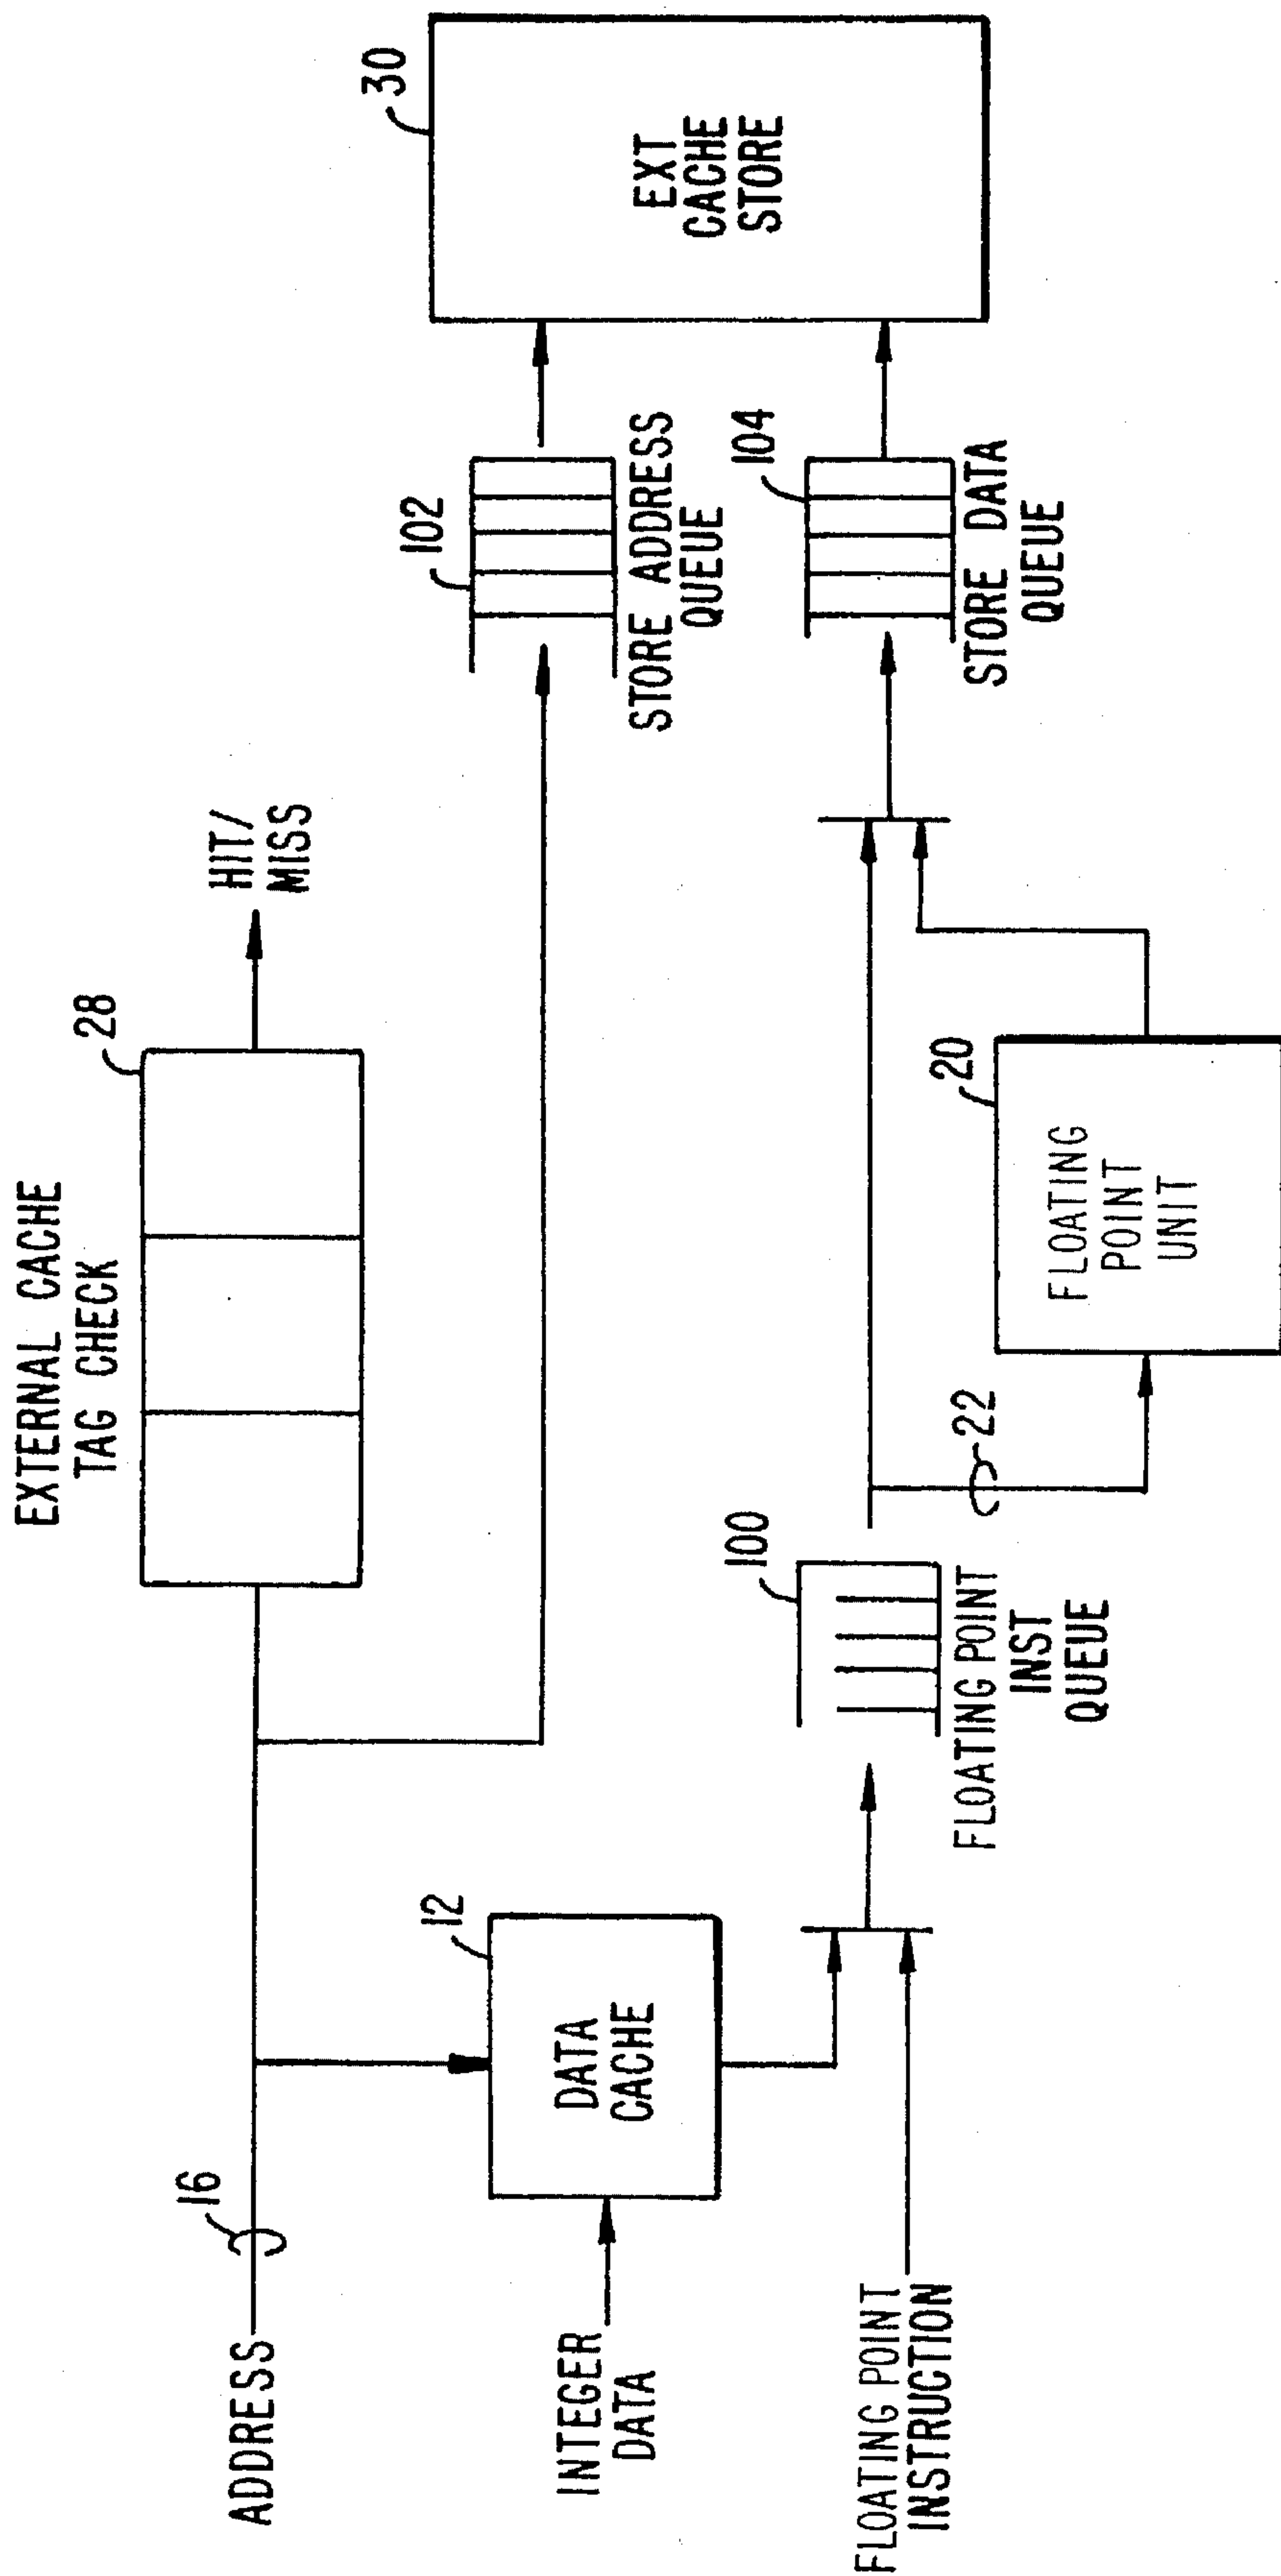 EXTERNAL CACHE
TAG CHECK
28
HIT/
MISS
16
ADDRESS
12
DATA
CACHE
INTEGER
DATA
102
STORE ADDRESS
QUEUE
30
EXT
CACHE
STORE
100
FLOATING POINT
INST
QUEUE
22
20
FLOATING
POINT
UNIT
104
STORE DATA
QUEUE
FLOATING POINT
INSTRUCTION